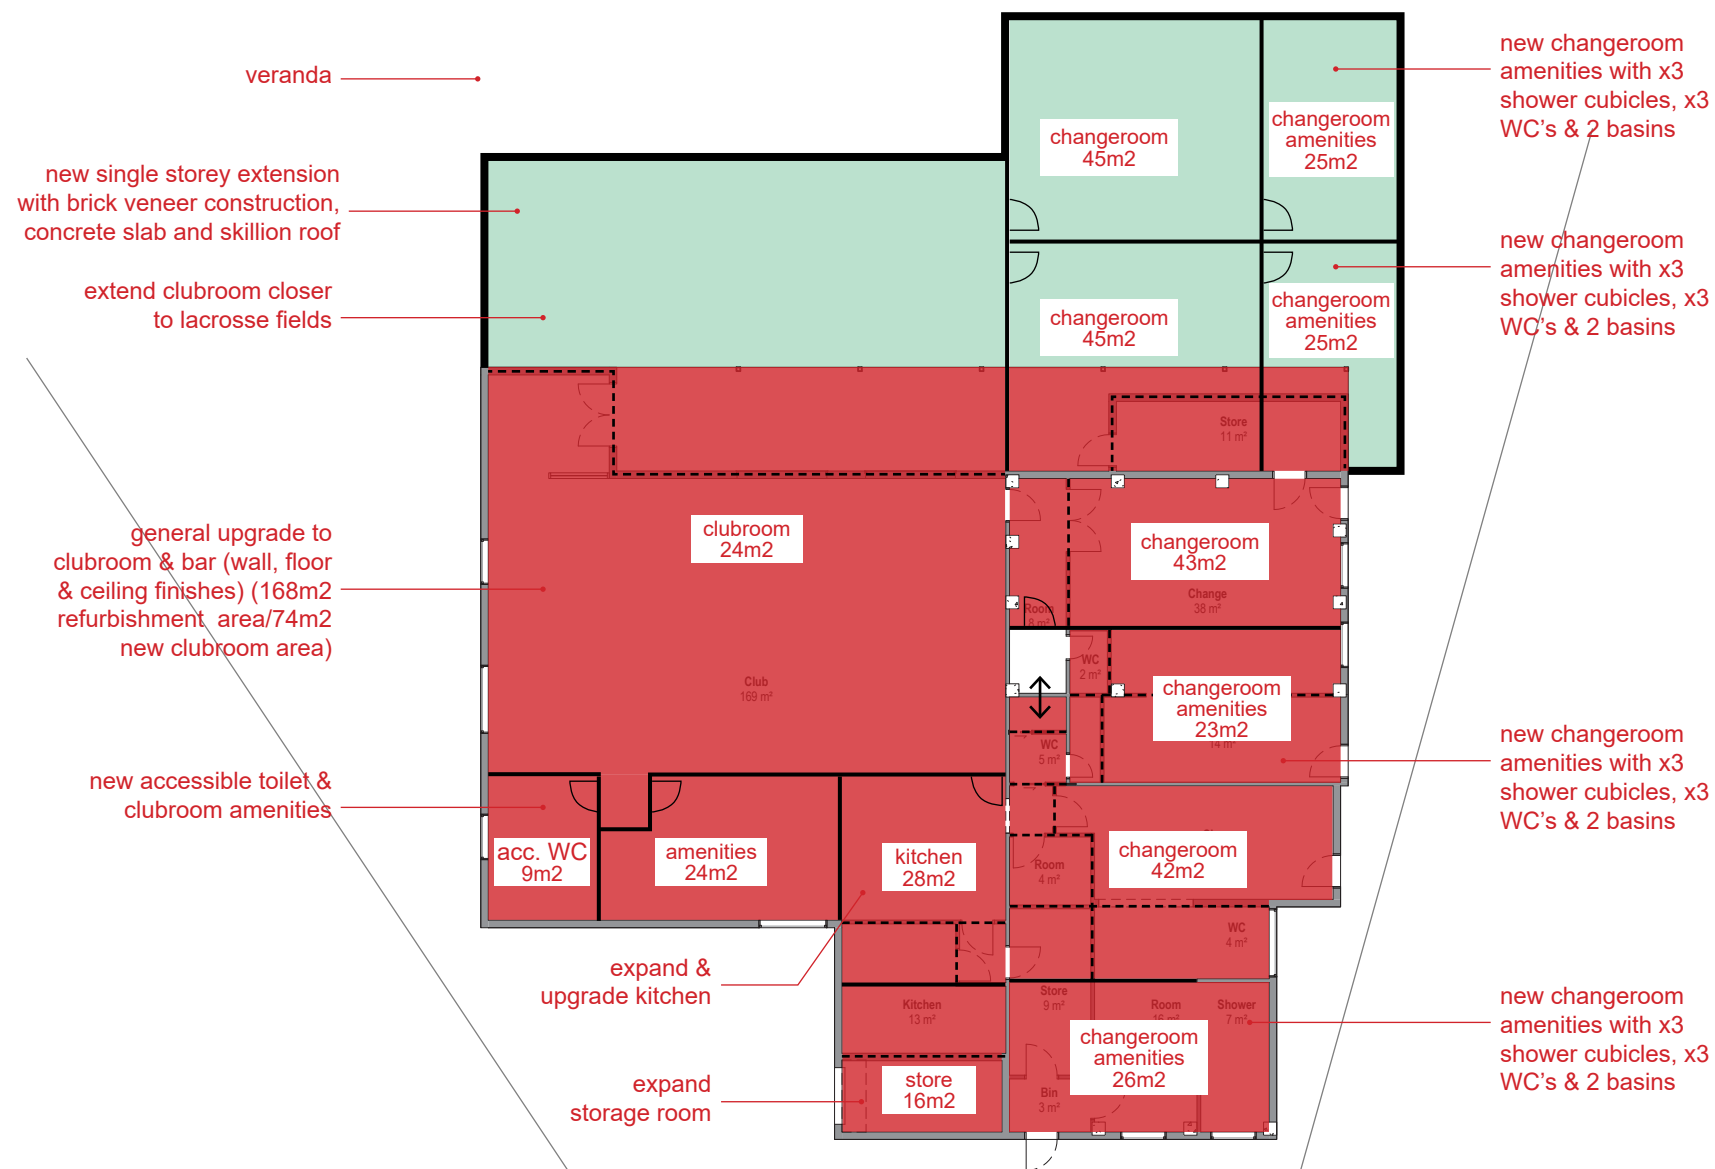 veranda
new single storey extension
with brick veneer construction,
concrete slab and skillion roof
extend clubroom closer
to lacrosse fields
general upgrade to
clubroom & bar (wall, floor
& ceiling finishes) (168m2
refurbishment area/74m2
new clubroom area)
new accessible toilet &
clubroom amenities
expand &
upgrade kitchen
expand
storage room
changeroom
45m2
changeroom
amenities
25m2
changeroom
45m2
changeroom
amenities
25m2
Store
11 m²
clubroom
24m2
changeroom
43m2
Change
38 m²
Room
8 m²
WC
2 m²
Club
169 m²
changeroom
amenities
23m2
14 m²
WC
5 m²
acc. WC
9m2
amenities
24m2
kitchen
28m2
changeroom
42m2
Room
4 m²
WC
4 m²
Kitchen
13 m²
Store
9 m²
Room
16 m²
Shower
7 m²
changeroom
amenities
26m2
store
16m2
Bin
3 m²
new changeroom
amenities with x3
shower cubicles, x3
WC's & 2 basins
new changeroom
amenities with x3
shower cubicles, x3
WC's & 2 basins
new changeroom
amenities with x3
shower cubicles, x3
WC's & 2 basins
new changeroom
amenities with x3
shower cubicles, x3
WC's & 2 basins